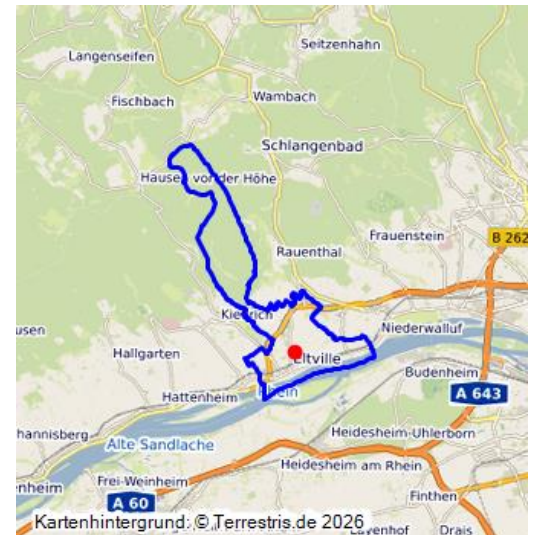 Seitzenhahn
Langenseifen
Fischbach
Wambach
Schlangenbad
Hausen vor der Höhe
Frauenstein
B 262
Rauenthal
Kiedrich
Niederwalluf
usen
Hallgarten
Eltville
Budenheim
Hattenheim
Rhein
A 643
hannisberg
Alte Sandlache
Heidesheim-Uhlerborn
Heidesheim am Rhein
enheim
Frei-Weinheim
Finthen
A 60
Kartenhintergrund: © Terrestris.de 2026
Layenhof
Drais